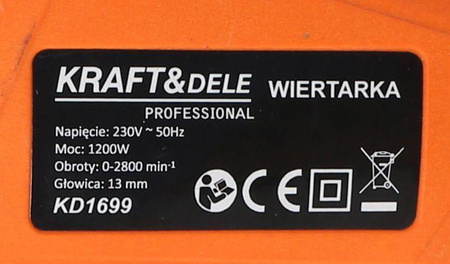 KRAFT&DELE WIERTARKA
PROFESSIONAL
Napięcie: 230V ~ 50Hz
Moc: 1200W
Obroty: 0-2800 min⁻¹
Głowica: 13 mm
KD1699